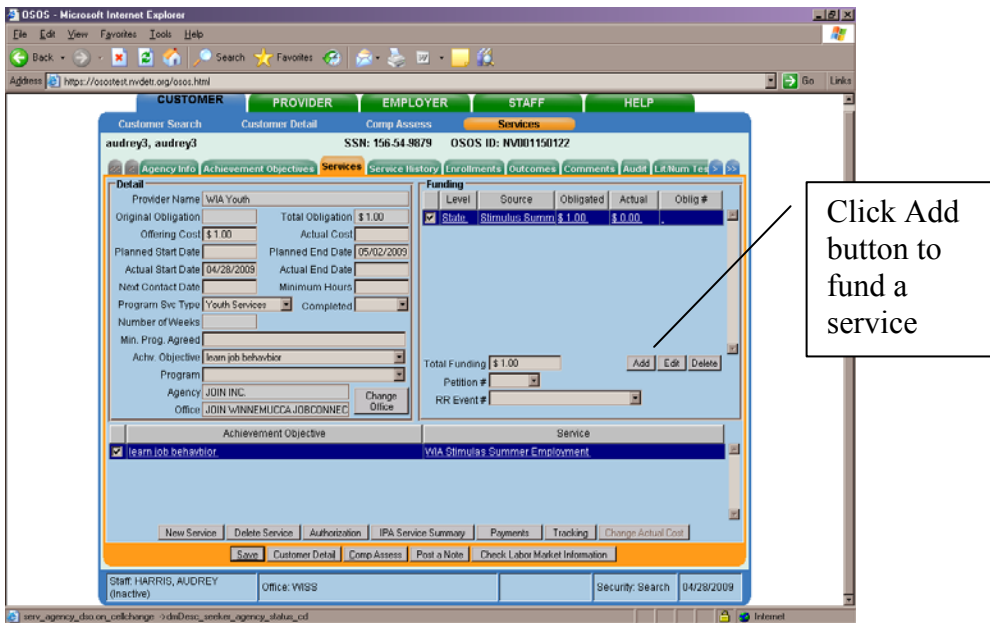 OSOS - Microsoft Internet Explorer
File Edit View Favorites Tools Help
Back Search Favorites
Address https://osostest.nvdetr.org/osos.html Go Links
CUSTOMER PROVIDER EMPLOYER STAFF HELP
Customer Search Customer Detail Comp Assess Services
audrey3, audrey3 SSN: 156-54-9879 OSOS ID: NV001150122
Agency Info Achievement Objectives Services Service History Enrollments Outcomes Comments Audit Lit.Num Tes
Detail
Provider Name WIA Youth
Original Obligation Total Obligation $ 1.00
Offering Cost $ 1.00 Actual Cost
Planned Start Date Planned End Date 05/02/2009
Actual Start Date 04/28/2009 Actual End Date
Next Contact Date Minimum Hours
Program Svc Type Youth Services Completed
Number of Weeks
Min. Prog. Agreed
Achv. Objective learn job behavbior
Program
Agency JOIN INC.
Office JOIN WINNEMUCCA JOBCONNEC
Change Office
Funding
Level Source Obligated Actual Oblig #
State Stimulus Summ $ 1.00 $ 0.00
Total Funding $ 1.00 Add Edit Delete
Petition #
RR Event #
Click Add
button to
fund a
service
Achievement Objective Service
learn job behavbior WIA Stimulas Summer Employment
New Service Delete Service Authorization IPA Service Summary Payments Tracking Change Actual Cost
Save Customer Detail Comp Assess Post a Note Check Labor Market Information
Staff: HARRIS, AUDREY
(Inactive)
Office: WISS Security: Search 04/28/2009
serv_agency_dso.on_cellchange ->dmDesc_seeker_agency_status_cd Internet